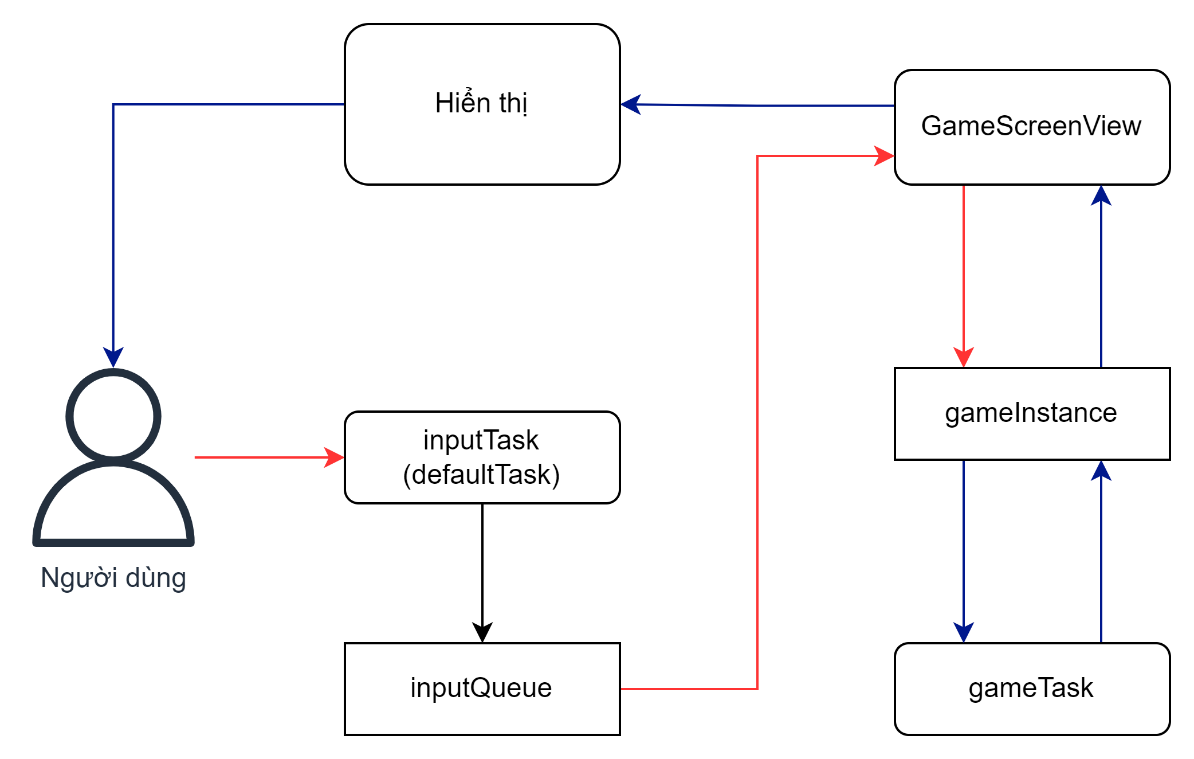 Hiển thị
GameScreenView
gameInstance
inputTask
(defaultTask)
Người dùng
inputQueue
gameTask